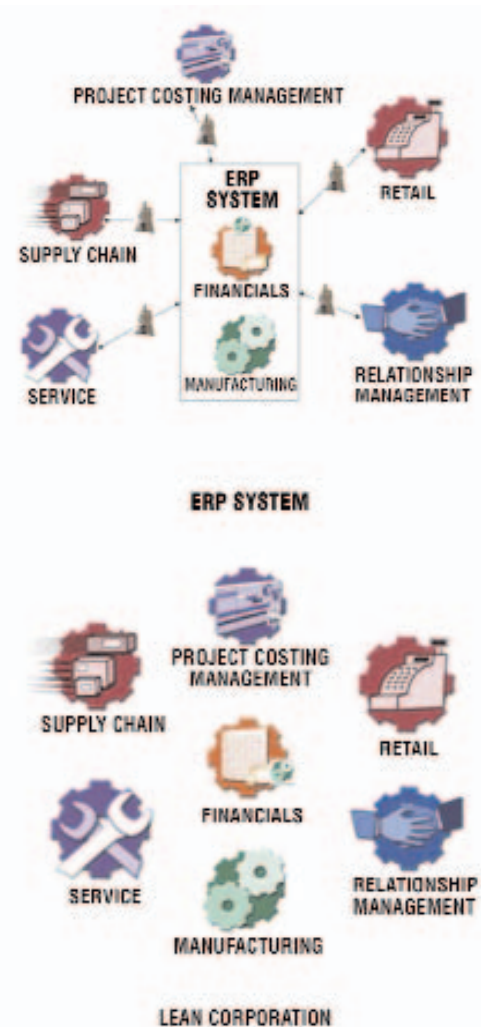 PROJECT COSTING MANAGEMENT
ERP
SYSTEM
RETAIL
SUPPLY CHAIN
FINANCIALS
SERVICE
MANUFACTURING
RELATIONSHIP
MANAGEMENT
ERP SYSTEM
PROJECT COSTING
MANAGEMENT
SUPPLY CHAIN
RETAIL
FINANCIALS
SERVICE
RELATIONSHIP
MANAGEMENT
MANUFACTURING
LEAN CORPORATION